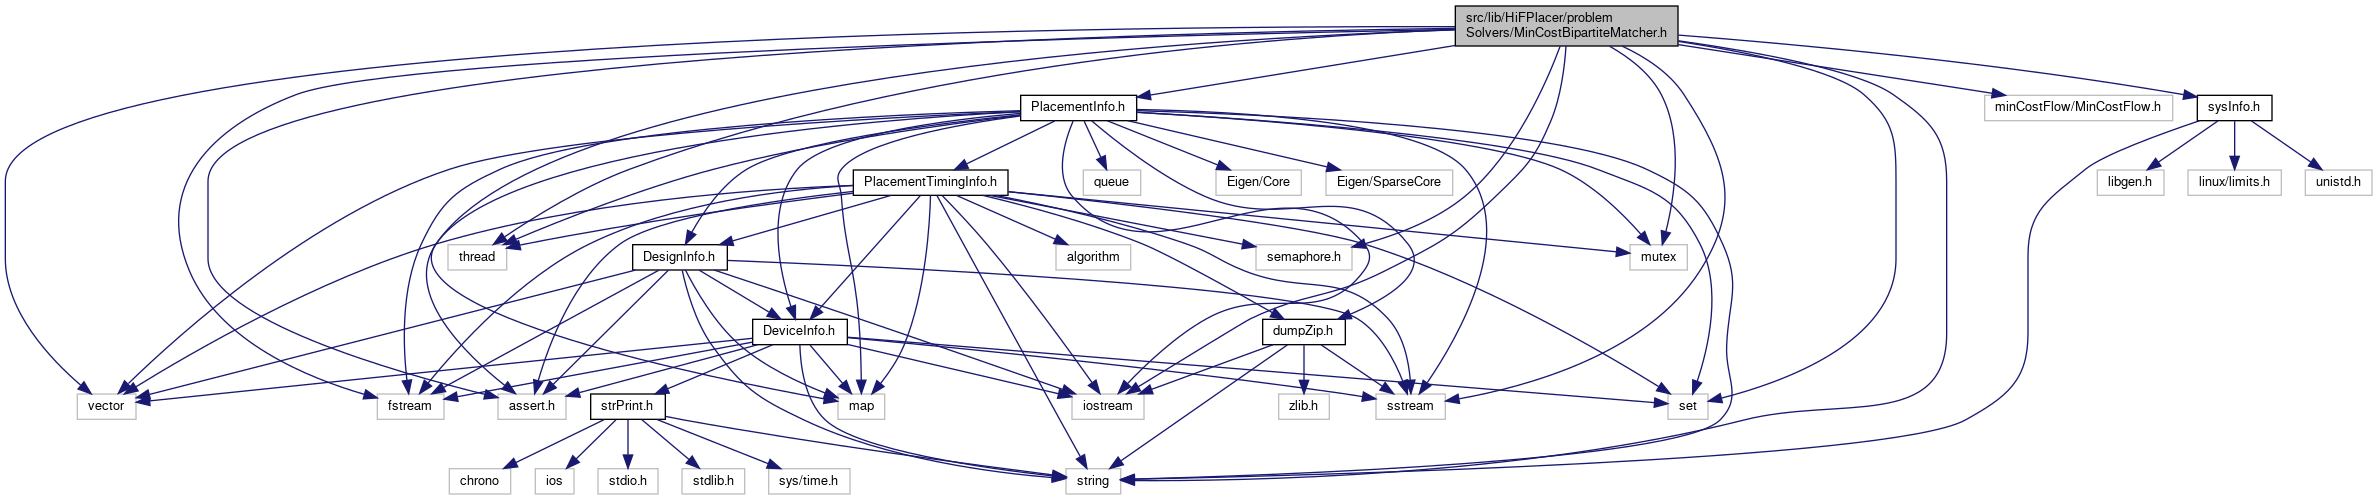 src/lib/HiFPlacer/problem
Solvers/MinCostBipartiteMatcher.h
PlacementInfo.h
minCostFlow/MinCostFlow.h
sysInfo.h
PlacementTimingInfo.h
queue
Eigen/Core
Eigen/SparseCore
libgen.h
linux/limits.h
unistd.h
thread
DesignInfo.h
algorithm
semaphore.h
mutex
DeviceInfo.h
dumpZip.h
vector
fstream
assert.h
strPrint.h
map
iostream
zlib.h
sstream
set
chrono
ios
stdio.h
stdlib.h
sys/time.h
string